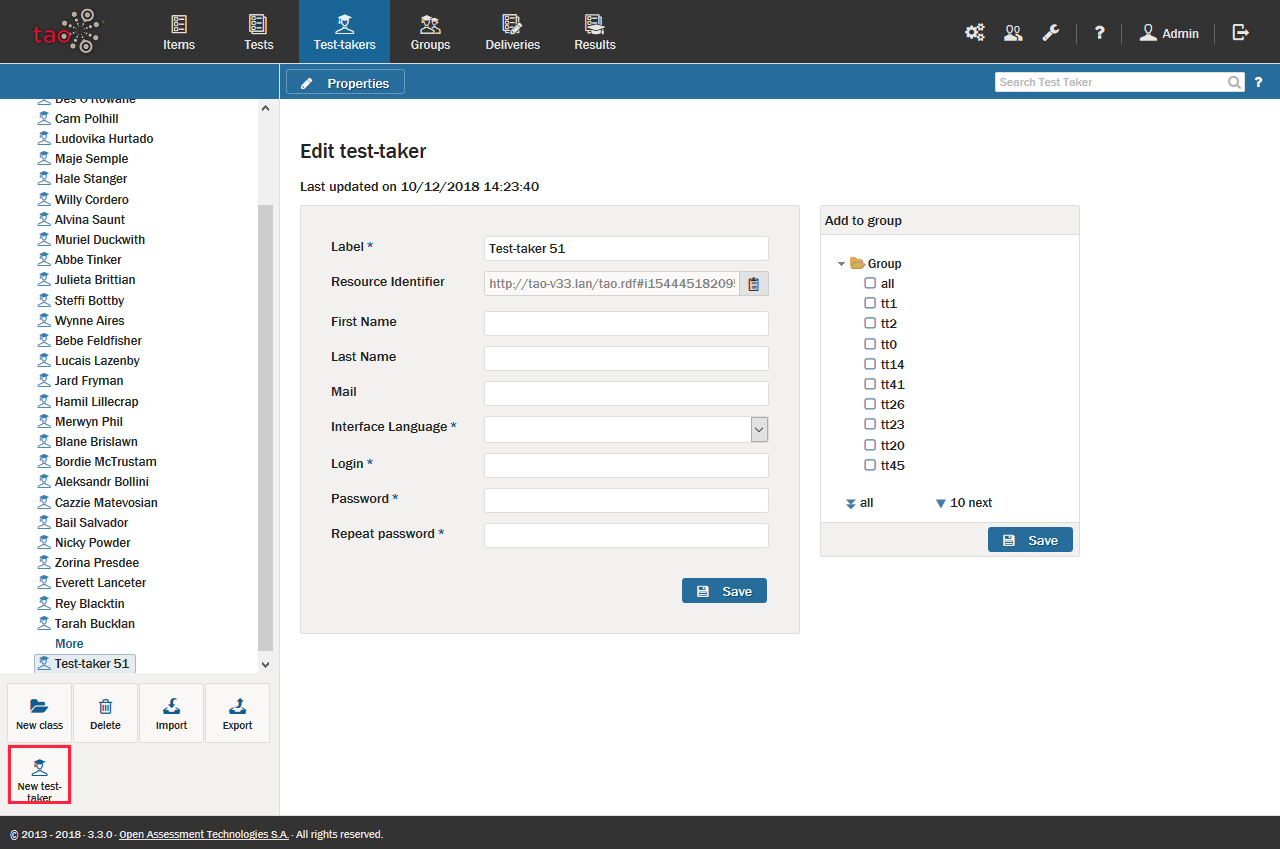 tao
Items
Tests
Test-takers
Groups
Deliveries
Results
?
Admin
Properties
Search Test Taker
?
Des O'Rowane
Cam Polhill
Ludovika Hurtado
Maje Semple
Hale Stanger
Willy Cordero
Alvina Saunt
Muriel Duckwith
Abbe Tinker
Julieta Brittian
Steffi Bottby
Wynne Aires
Bebe Feldfisher
Lucais Lazenby
Jard Fryman
Hamil Lillecrap
Merwyn Phil
Blane Brislawn
Bordie McTrustam
Aleksandr Bollini
Cazzie Matevosian
Bail Salvador
Nicky Powder
Zorina Presdee
Everett Lanceter
Rey Blacktin
Tarah Bucklan
More
Test-taker 51
New class
Delete
Import
Export
New test-
taker
Edit test-taker
Last updated on 10/12/2018 14:23:40
Label *
Test-taker 51
Resource Identifier
http://tao-v33.lan/tao.rdf#i154445182095
First Name
Last Name
Mail
Interface Language *
Login *
Password *
Repeat password *
Save
Add to group
Group
all
tt1
tt2
tt0
tt14
tt41
tt26
tt23
tt20
tt45
all
10 next
Save
© 2013 - 2018 · 3.3.0 · Open Assessment Technologies S.A. · All rights reserved.